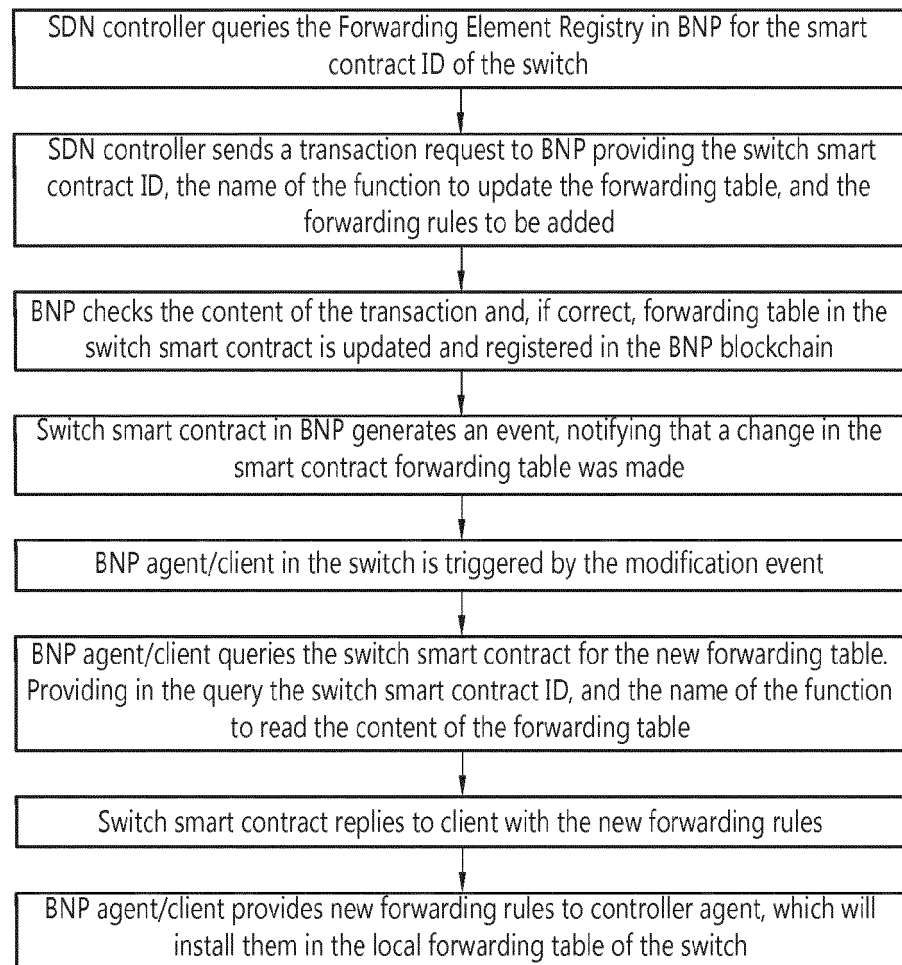 SDN controller queries the Forwarding Element Registry in BNP for the smart
contract ID of the switch
SDN controller sends a transaction request to BNP providing the switch smart
contract ID, the name of the function to update the forwarding table, and the
forwarding rules to be added
BNP checks the content of the transaction and, if correct, forwarding table in the
switch smart contract is updated and registered in the BNP blockchain
Switch smart contract in BNP generates an event, notifying that a change in the
smart contract forwarding table was made
BNP agent/client in the switch is triggered by the modification event
BNP agent/client queries the switch smart contract for the new forwarding table.
Providing in the query the switch smart contract ID, and the name of the function
to read the content of the forwarding table
Switch smart contract replies to client with the new forwarding rules
BNP agent/client provides new forwarding rules to controller agent, which will
install them in the local forwarding table of the switch